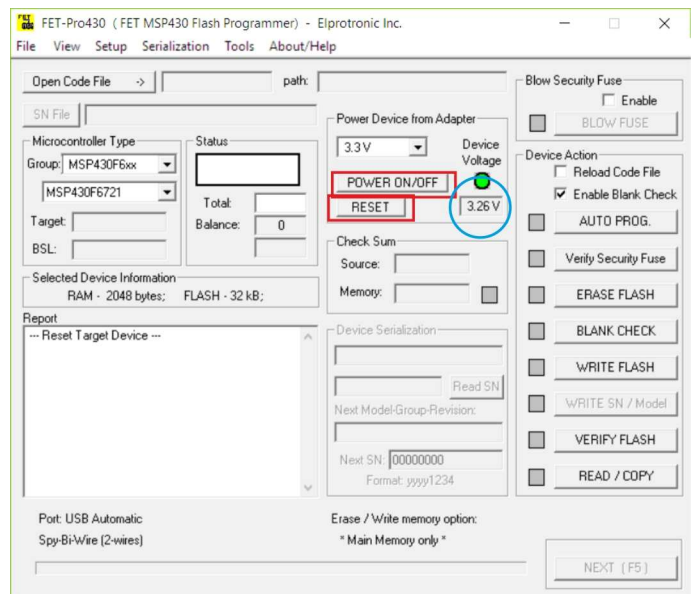 FET-Pro430 ( FET MSP430 Flash Programmer) - Elprotronic Inc.
File View Setup Serialization Tools About/Help
Open Code File ->
path:
SN File
Microcontroller Type
Group: MSP430F6xx
MSP430F6721
Target:
BSL:
Status
Total:
Balance: 0
Selected Device Information
RAM - 2048 bytes; FLASH - 32 kB;
Report
--- Reset Target Device ---
Power Device from Adapter
3.3 V
Device
Voltage
POWER ON/OFF
RESET
3.26 V
Check Sum
Source:
Memory:
Device Serialization
Read SN
Next Model-Group-Revision:
Next SN: 00000000
Format: yyyy1234
Blow Security Fuse
Enable
BLOW FUSE
Device Action
Reload Code File
Enable Blank Check
AUTO PROG.
Verify Security Fuse
ERASE FLASH
BLANK CHECK
WRITE FLASH
WRITE SN / Model
VERIFY FLASH
READ / COPY
Port: USB Automatic
Spy-Bi-Wire (2-wires)
Erase / Write memory option:
* Main Memory only *
NEXT ( F5 )